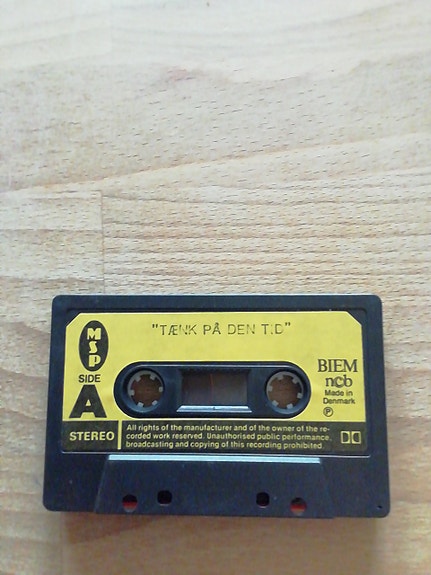 "TÆNK PÅ DEN TID"
MSP
SIDE
A
BIEM
ncb
Made in
Denmark
℗
STEREO
All rights of the manufacturer and of the owner of the re-
corded work reserved. Unauthorised public performance,
broadcasting and copying of this recording prohibited.